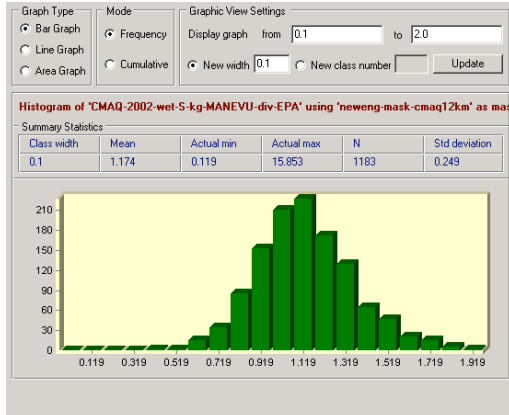 Graph Type
Bar Graph
Line Graph
Area Graph
Mode
Frequency
Cumulative
Graphic View Settings
Display graph from 0.1 to 2.0
New width 0.1 New class number Update
Histogram of 'CMAQ-2002-wet-S-kg-MANEVU-div-EPA' using 'neweng-mask-cmaq12km' as mas
Summary Statistics
Class width Mean Actual min Actual max N Std deviation
0.1 1.174 0.119 15.853 1183 0.249
210
180
150
120
90
60
30
0
0.119 0.319 0.519 0.719 0.919 1.119 1.319 1.519 1.719 1.919